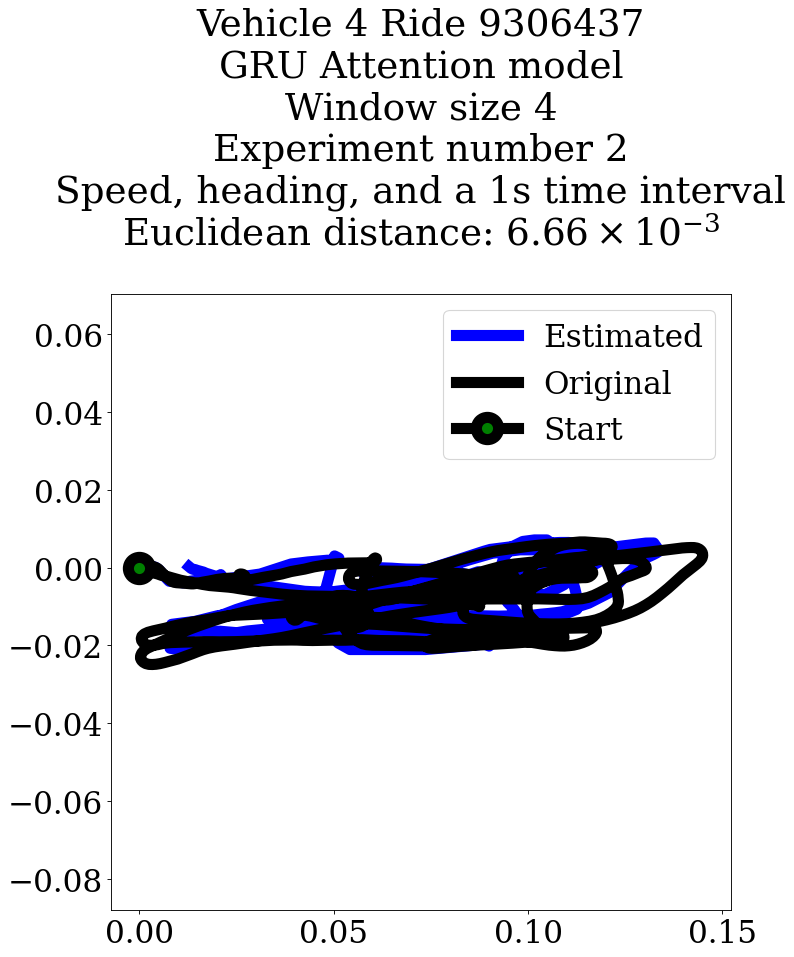 Vehicle 4 Ride 9306437
GRU Attention model
Window size 4
Experiment number 2
Speed, heading, and a 1s time interval
Euclidean distance: 6.66 × 10⁻³
Estimated
Original
Start
0.06
0.04
0.02
0.00
−0.02
−0.04
−0.06
−0.08
0.00 0.05 0.10 0.15